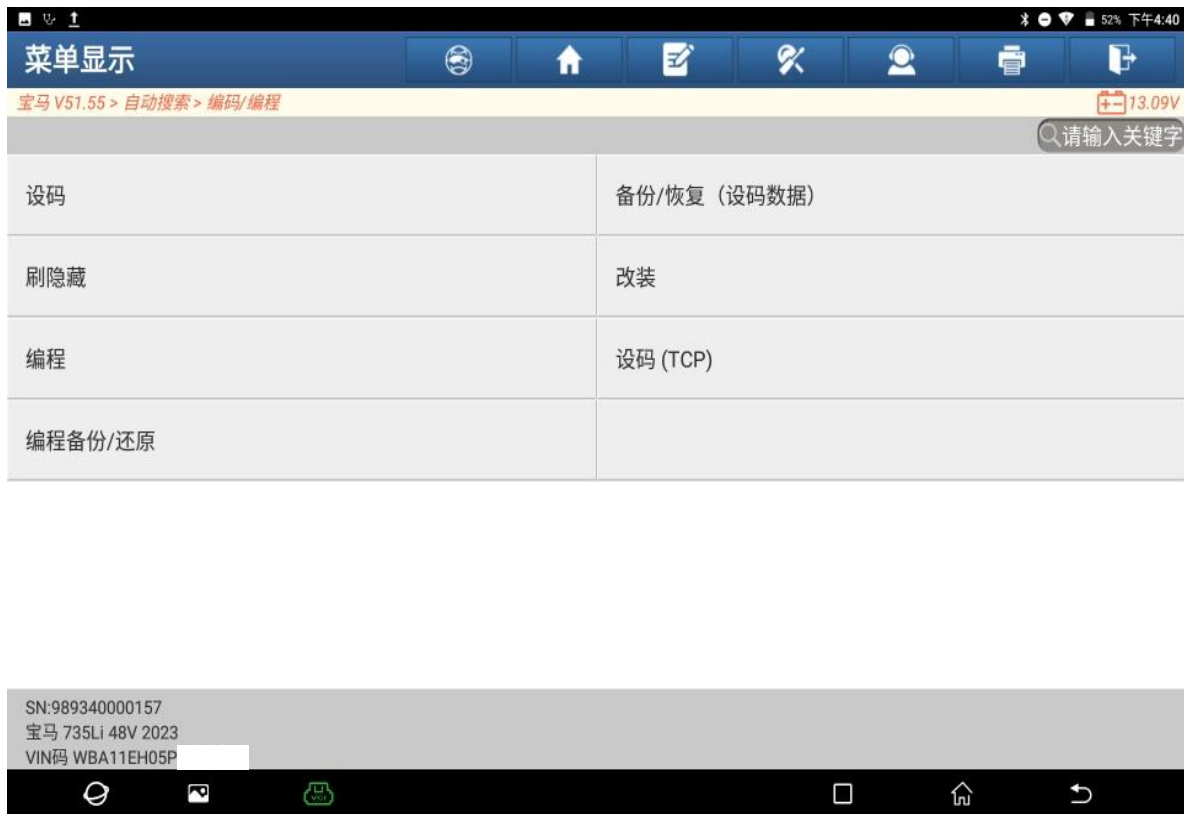 52% 下午4:40
菜单显示
宝马 V51.55 > 自动搜索 > 编码/编程
13.09V
请输入关键字
设码
备份/恢复（设码数据）
刷隐藏
改装
编程
设码 (TCP)
编程备份/还原
SN:989340000157
宝马 735Li 48V 2023
VIN码 WBA11EH05P
VCI